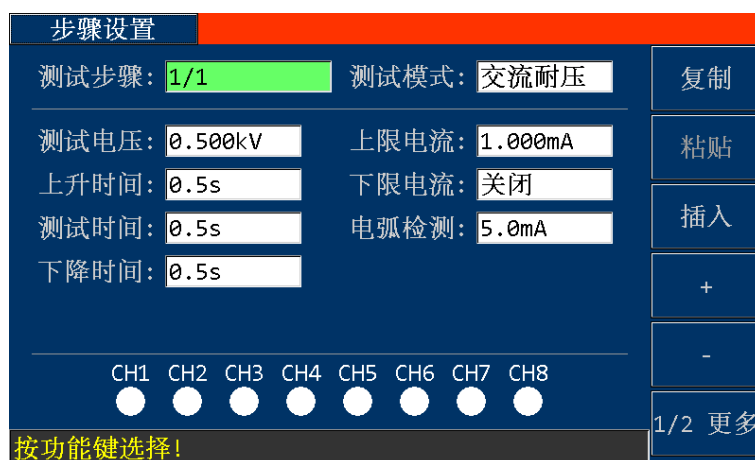 步骤设置
测试步骤: 1/1 测试模式: 交流耐压
测试电压: 0.500kV 上限电流: 1.000mA
上升时间: 0.5s 下限电流: 关闭
测试时间: 0.5s 电弧检测: 5.0mA
下降时间: 0.5s
CH1 CH2 CH3 CH4 CH5 CH6 CH7 CH8
按功能键选择!
复制
粘贴
插入
+
-
1/2 更多